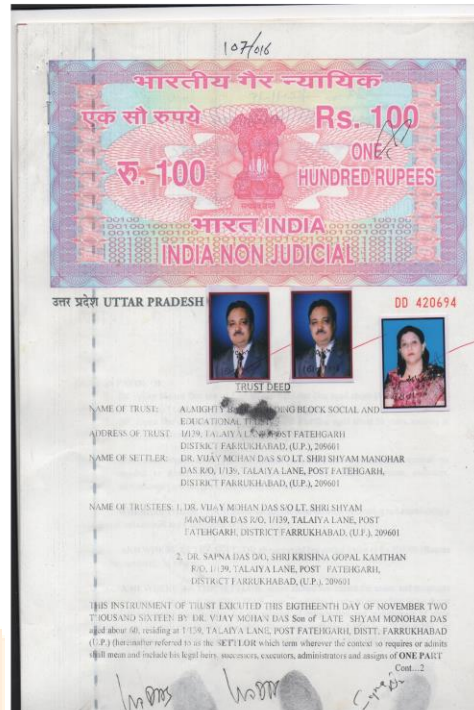 107/016
भारतीय गैर न्यायिक
एक सौ रुपये
Rs. 100
रु. 100
ONE
HUNDRED RUPEES
भारत INDIA
INDIA NON JUDICIAL
उत्तर प्रदेश UTTAR PRADESH
DD 420694
TRUST DEED
NAME OF TRUST: ALMIGHTY BLOCK SOCIAL AND
EDUCATIONAL
ADDRESS OF TRUST 1/139, TALAIYA LANE, POST FATEHGARH
DISTRICT FARRUKHABAD, (U.P.), 209601
NAME OF SETTLER: DR. VIJAY MOHAN DAS S/O LT. SHRI SHYAM MANOHAR
DAS R/O, 1/139, TALAIYA LANE, POST FATEHGARH,
DISTRICT FARRUKHABAD, (U.P.), 209601
NAME OF TRUSTEES: 1. DR. VIJAY MOHAN DAS S/O LT. SHRI SHYAM
MANOHAR DAS R/O, 1/139, TALAIYA LANE, POST
FATEHGARH, DISTRICT FARRUKHABAD, (U.P.), 209601
2. DR. SAPNA DAS D/O, SHRI KRISHNA GOPAL KAMTHAN
R/O, 1/139, TALAIYA LANE, POST FATEHGARH,
DISTRICT FARRUKHABAD, (U.P.), 209601
THIS INSTRUMENT OF TRUST EXICUTED THIS EIGTHEENTH DAY OF NOVEMBER TWO
THOUSAND SIXTEEN BY DR. VIJAY MOHAN DAS Son of LATE SHYAM MONOHAR DAS
aged about 60, residing at 1/139, TALAIYA LANE, POST FATEHGARH, DISTT: FARRUKHABAD
(U.P.) (hereinafter referred to as the SETTLOR which term wherever the context so requires or admits
shall mean and include his legal heirs, successors, executors, administrators and assigns of ONE PART
Cont...2